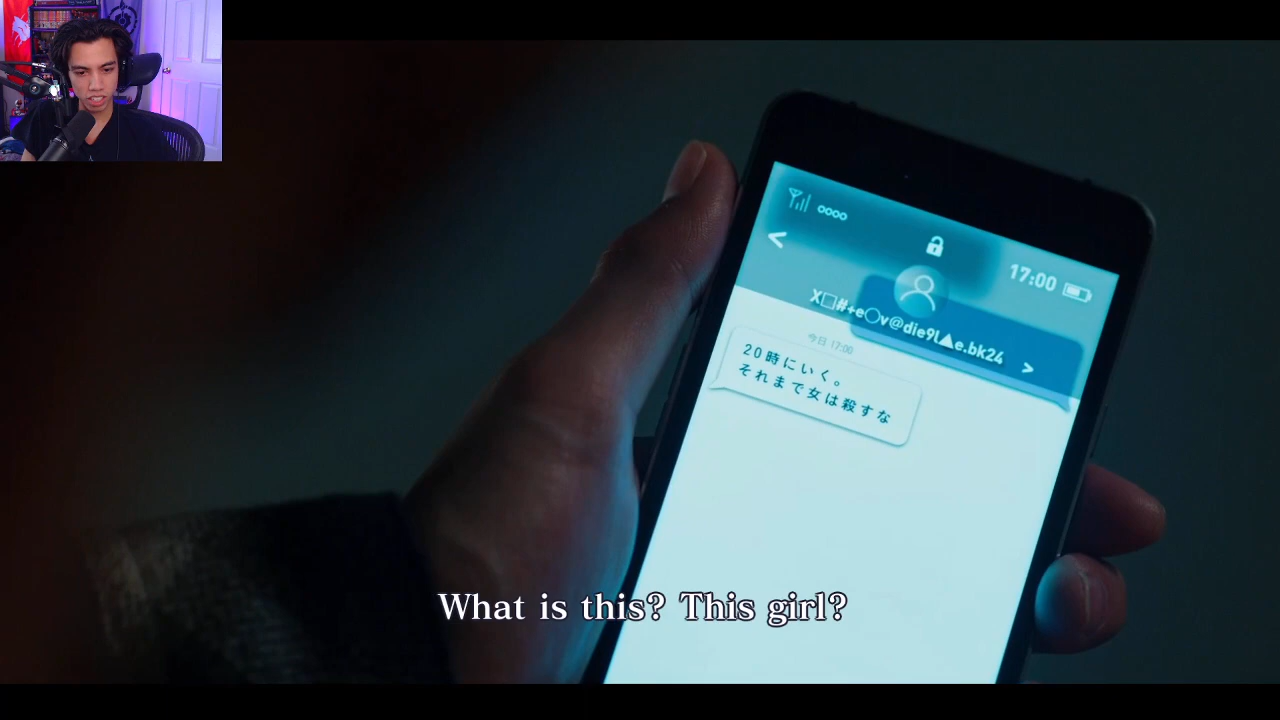 oooo
17:00
<
X□#+e○v@die9l▲e.bk24 >
今日 17:00
20時にいく。
それまで女は殺すな
What is this? This girl?